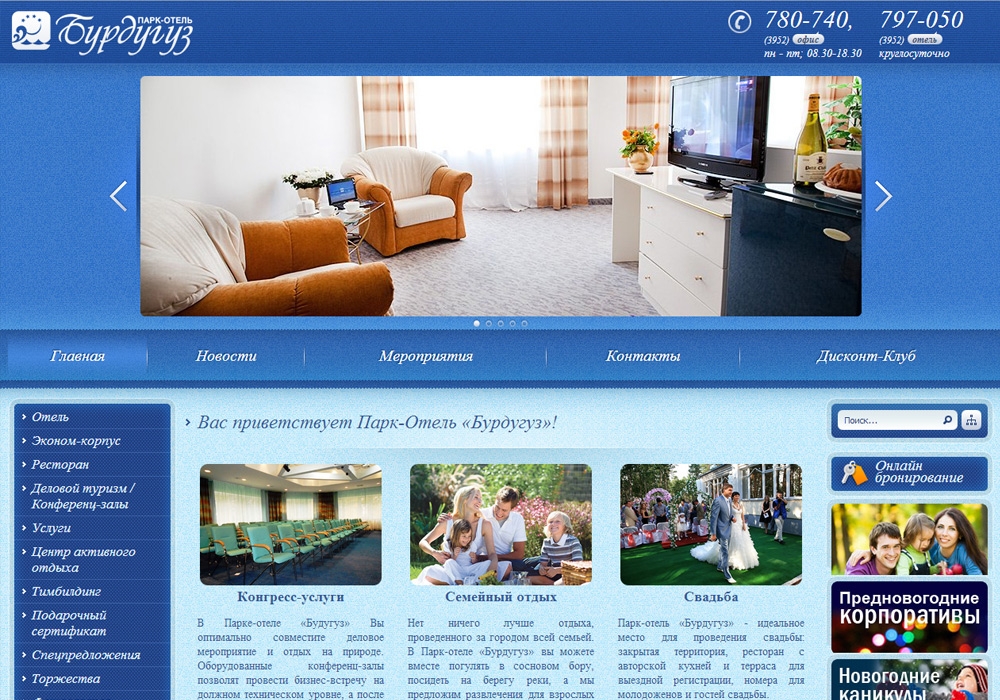 ПАРК-ОТЕЛЬ
Бурдугуз
780-740,
(3952) офис
пн - пт; 08.30-18.30
797-050
(3952) отель
круглосуточно
Главная
Новости
Мероприятия
Контакты
Дисконт-Клуб
Отель
Эконом-корпус
Ресторан
Деловой туризм /
Конференц-залы
Услуги
Центр активного
отдыха
Тимбилдинг
Подарочный
сертификат
Спецпредложения
Торжества
Вас приветствует Парк-Отель «Бурдугуз»!
Конгресс-услуги
В Парке-отеле «Будугуз» Вы
оптимально совместите деловое
мероприятие и отдых на природе.
Оборудованные конференц-залы
позволят провести бизнес-встречу на
должном техническом уровне, а после
Семейный отдых
Нет ничего лучше отдыха,
проведенного за городом всей семьей.
В Парк-отеле «Бурдугуз» вы можете
вместе погулять в сосновом бору,
посидеть на берегу реки, а мы
предложим развлечения для взрослых
Свадьба
Парк-отель «Бурдугуз» - идеальное
место для проведения свадьбы:
закрытая территория, ресторан с
авторской кухней и терраса для
выездной регистрации, номера для
молодоженов и гостей свадьбы.
Поиск...
Онлайн
бронирование
Предновогодние
корпоративы
Новогодние
каникулы